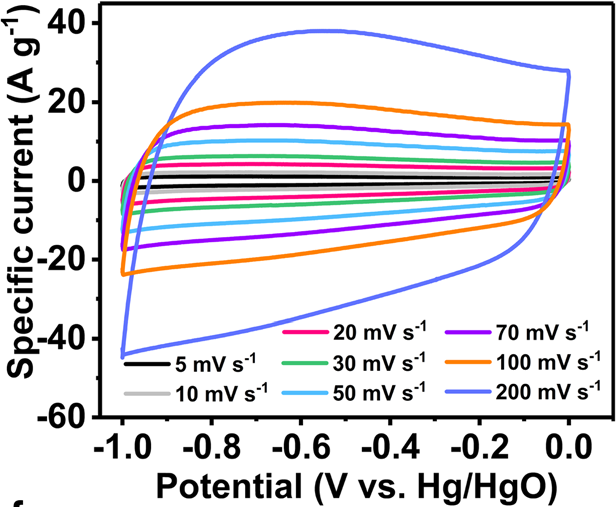 Specific current (A g-1)
40
20
0
-20
-40
-60
20 mV s-1
70 mV s-1
5 mV s-1
30 mV s-1
100 mV s-1
10 mV s-1
50 mV s-1
200 mV s-1
-1.0 -0.8 -0.6 -0.4 -0.2 0.0
Potential (V vs. Hg/HgO)